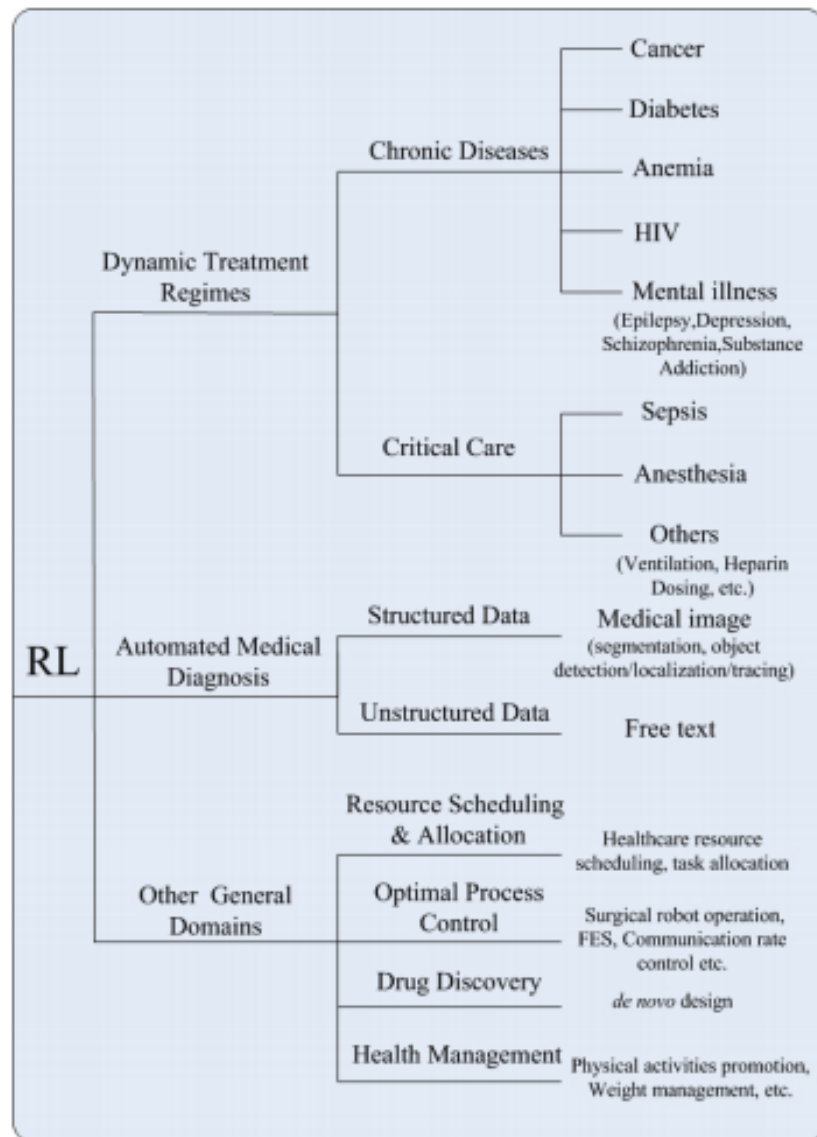 Cancer
Diabetes
Chronic Diseases
Anemia
HIV
Dynamic Treatment
Regimes
Mental illness
(Epilepsy,Depression,
Schizophrenia,Substance
Addiction)
Sepsis
Critical Care
Anesthesia
Others
(Ventilation, Heparin
Dosing, etc.)
Structured Data
Medical image
(segmentation, object
detection/localization/tracing)
RL
Automated Medical
Diagnosis
Unstructured Data
Free text
Resource Scheduling
& Allocation
Healthcare resource
scheduling, task allocation
Other General
Domains
Optimal Process
Control
Surgical robot operation,
FES, Communication rate
control etc.
Drug Discovery
de novo design
Health Management
Physical activities promotion,
Weight management, etc.